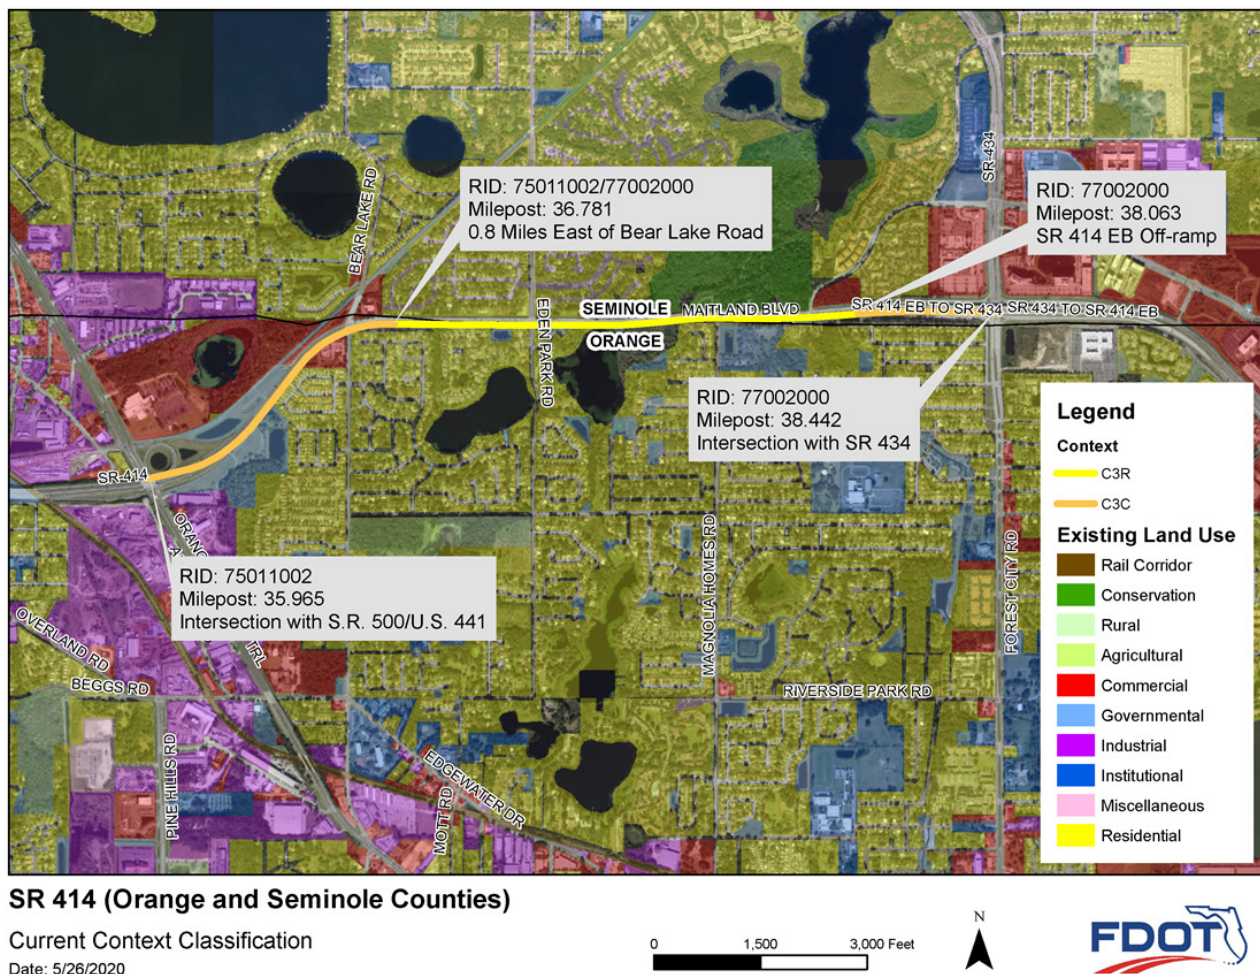 SR-434
BEAR LAKE RD
RID: 75011002/77002000
Milepost: 36.781
0.8 Miles East of Bear Lake Road
RID: 77002000
Milepost: 38.063
SR 414 EB Off-ramp
EDEN PARK RD
SEMINOLE
MAITLAND BLVD
SR 414 EB TO SR 434
SR 434 TO SR 414 EB
ORANGE
RID: 77002000
Milepost: 38.442
Intersection with SR 434
SR-414
RID: 75011002
Milepost: 35.965
Intersection with S.R. 500/U.S. 441
MAGNOLIA HOMES RD
FOREST CITY RD
OVERLAND RD
BEGGS RD
RIVERSIDE PARK RD
PINE HILLS RD
MOTT RD
EDGEWATER DR
Legend
Context
C3R
C3C
Existing Land Use
Rail Corridor
Conservation
Rural
Agricultural
Commercial
Governmental
Industrial
Institutional
Miscellaneous
Residential
SR 414 (Orange and Seminole Counties)
Current Context Classification
Date: 5/26/2020
0 1,500 3,000 Feet
N
FDOT